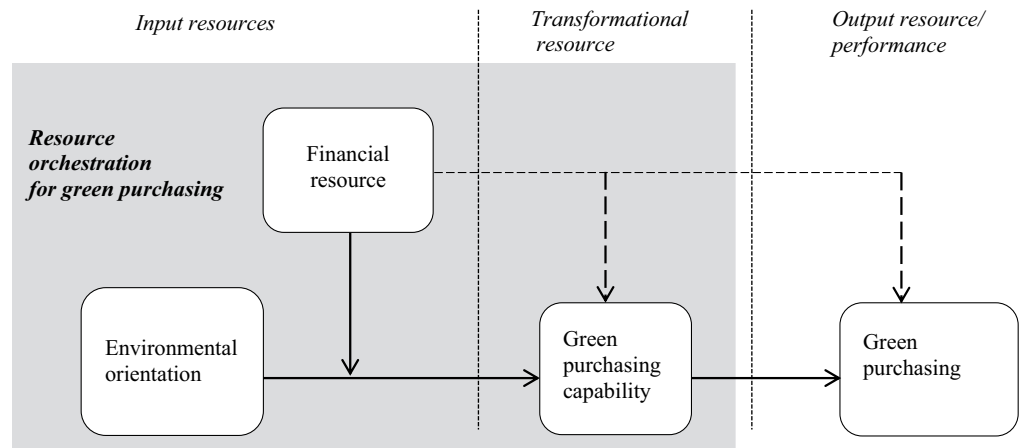 Input resources
Transformational
resource
Output resource/
performance
Resource
orchestration
for green purchasing
Financial
resource
Environmental
orientation
Green
purchasing
capability
Green
purchasing